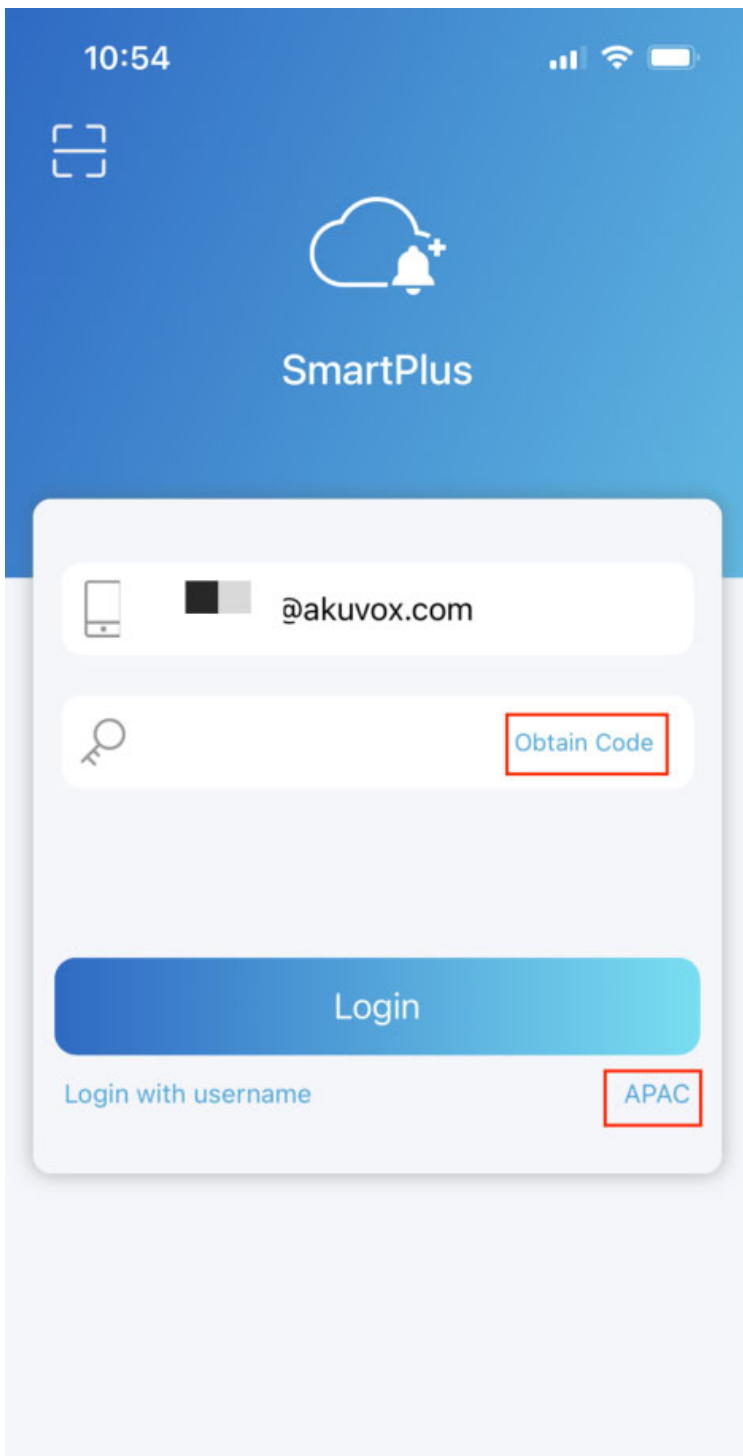 10:54
SmartPlus
@akuvox.com
Obtain Code
Login
Login with username
APAC